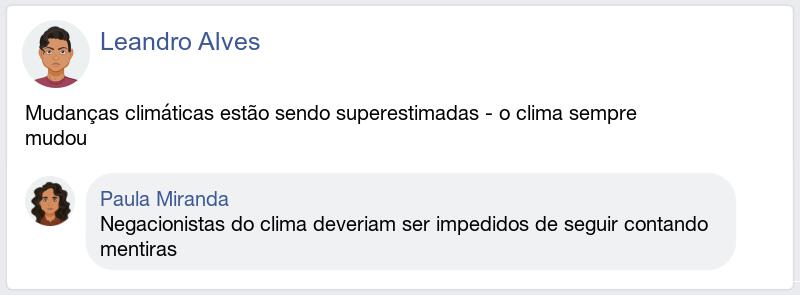 Leandro Alves
Mudanças climáticas estão sendo superestimadas - o clima sempre
mudou
Paula Miranda
Negacionistas do clima deveriam ser impedidos de seguir contando
mentiras